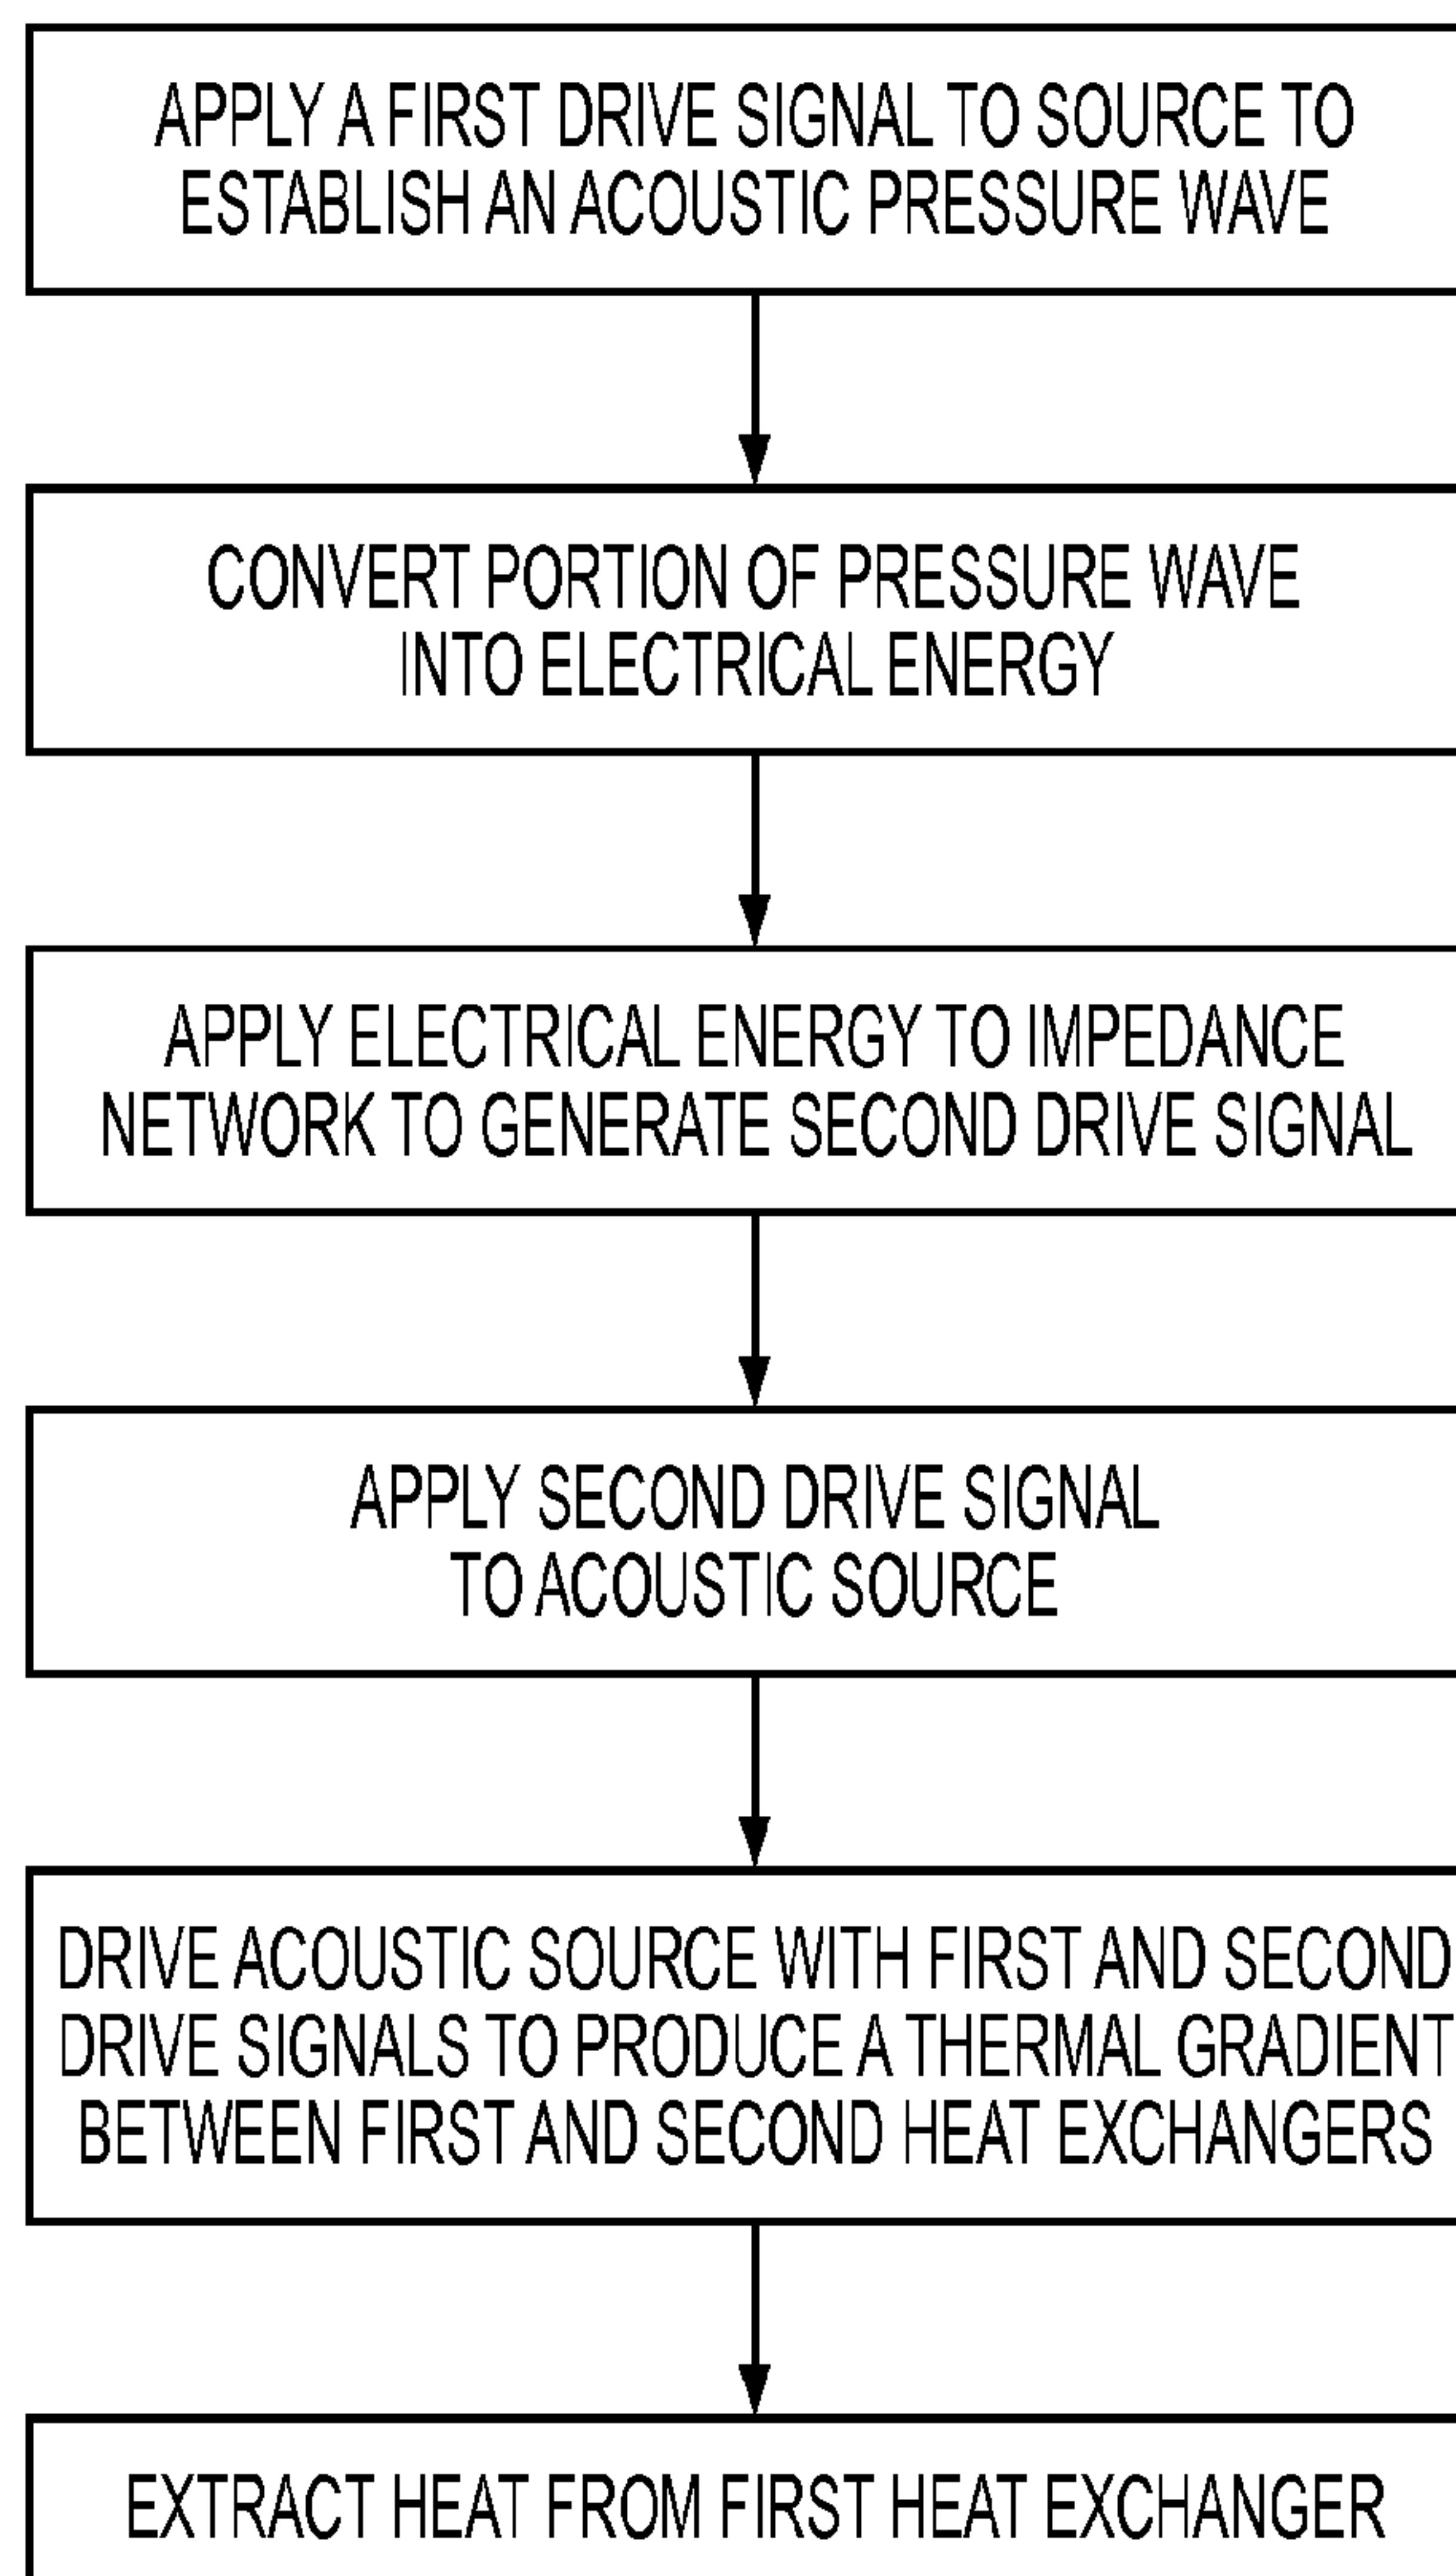 APPLY A FIRST DRIVE SIGNAL TO SOURCE TO
ESTABLISH AN ACOUSTIC PRESSURE WAVE
CONVERT PORTION OF PRESSURE WAVE
INTO ELECTRICAL ENERGY
APPLY ELECTRICAL ENERGY TO IMPEDANCE
NETWORK TO GENERATE SECOND DRIVE SIGNAL
APPLY SECOND DRIVE SIGNAL
TO ACOUSTIC SOURCE
DRIVE ACOUSTIC SOURCE WITH FIRST AND SECOND
DRIVE SIGNALS TO PRODUCE A THERMAL GRADIENT
BETWEEN FIRST AND SECOND HEAT EXCHANGERS
EXTRACT HEAT FROM FIRST HEAT EXCHANGER